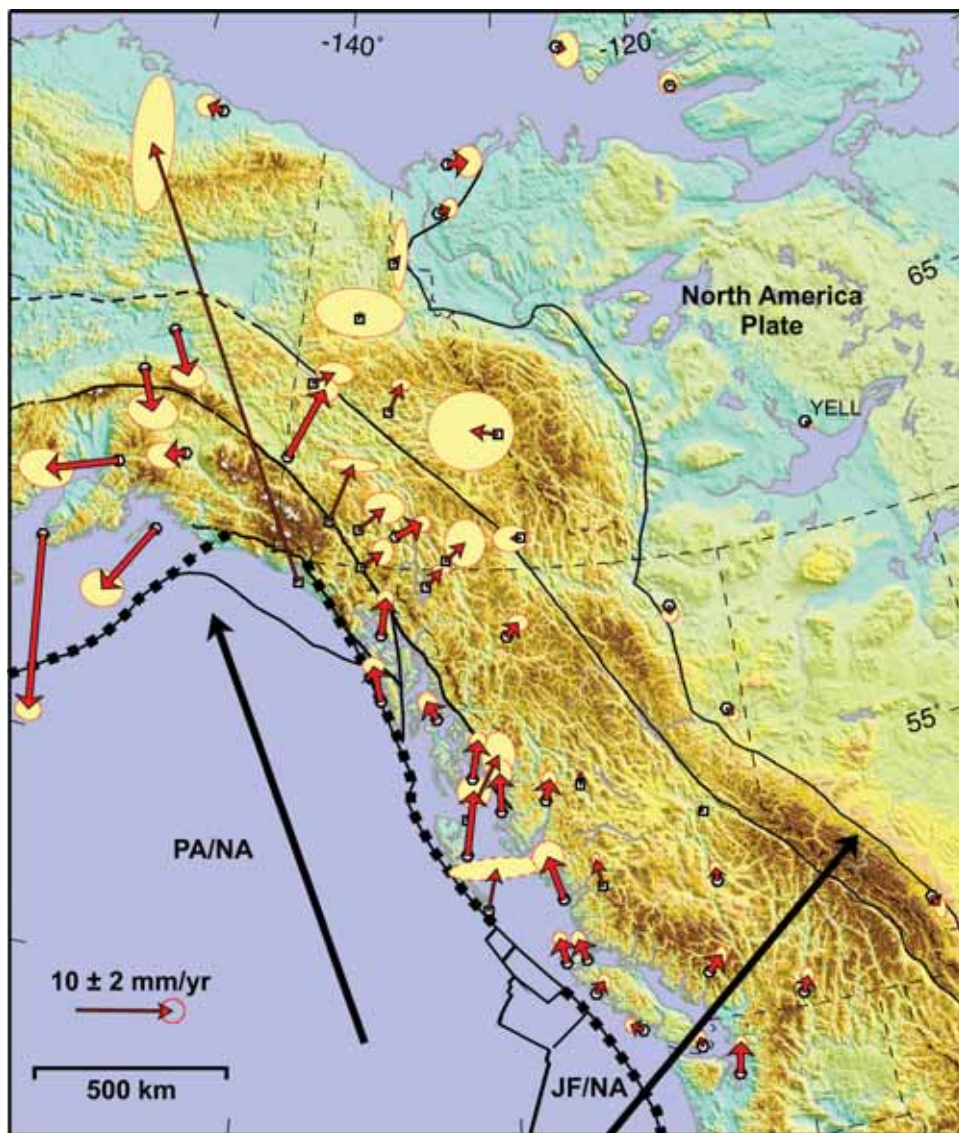 -140°
-120°
65°
North America
Plate
YELL
55°
PA/NA
10 ± 2 mm/yr
500 km
JF/NA